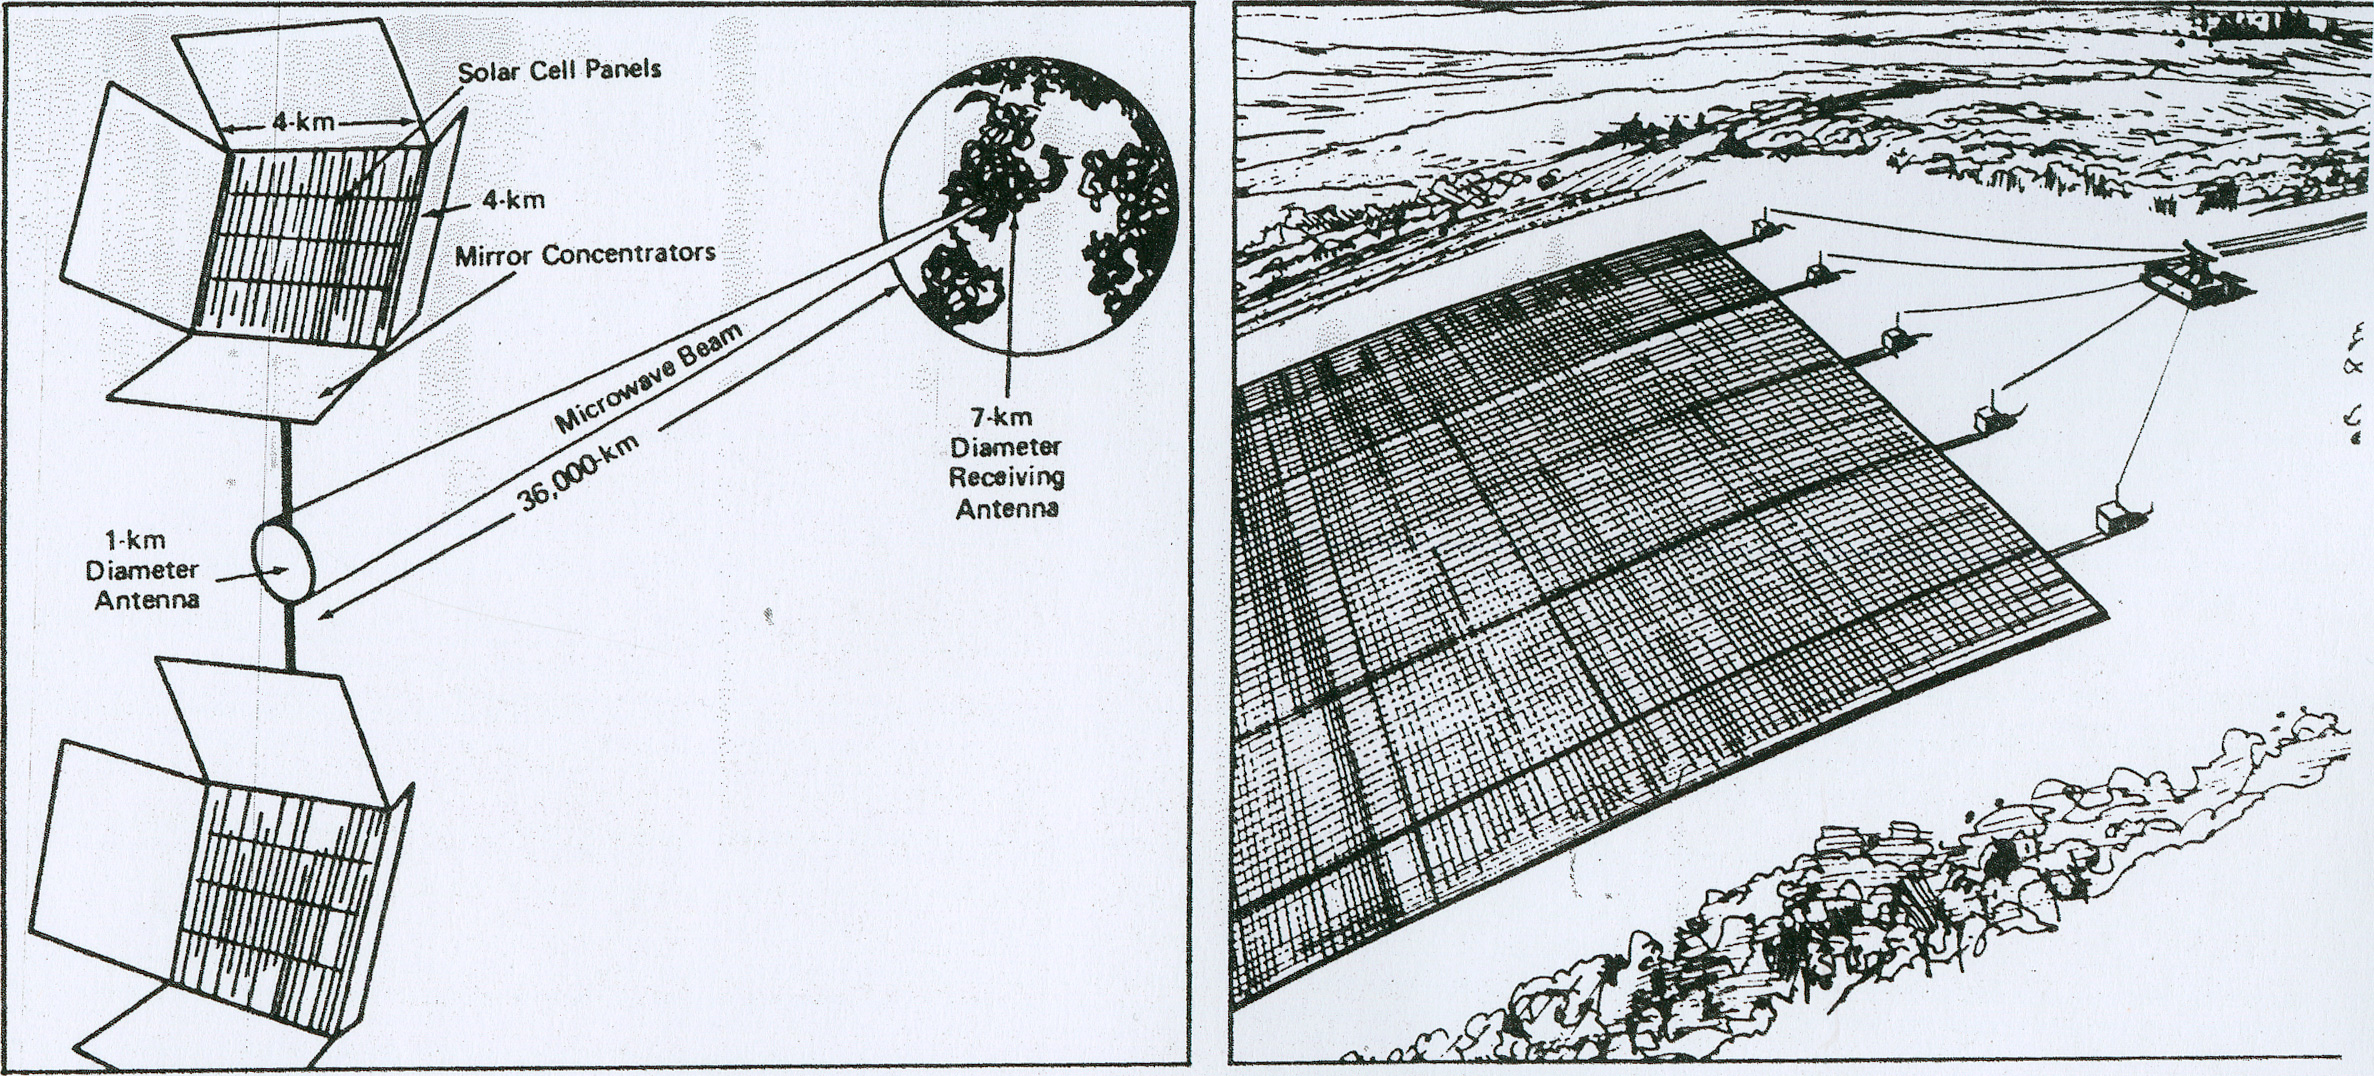 Solar Cell Panels
4-km
4-km
Mirror Concentrators
Microwave Beam
36,000-km
7-km
Diameter
Receiving
Antenna
1-km
Diameter
Antenna